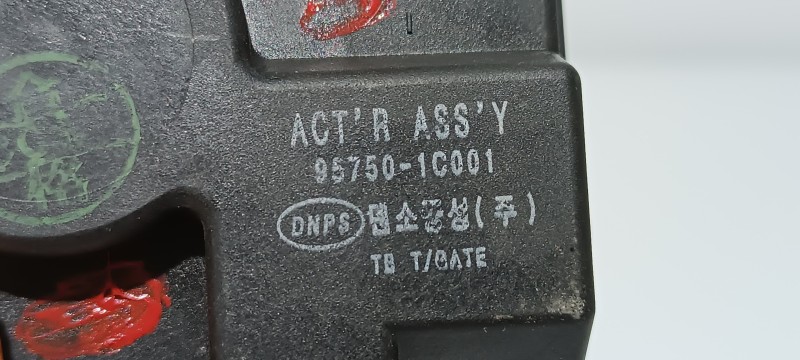 ACT'R ASS'Y
95750-1C001
DNPS 덴소풍성(주)
TB T/GATE